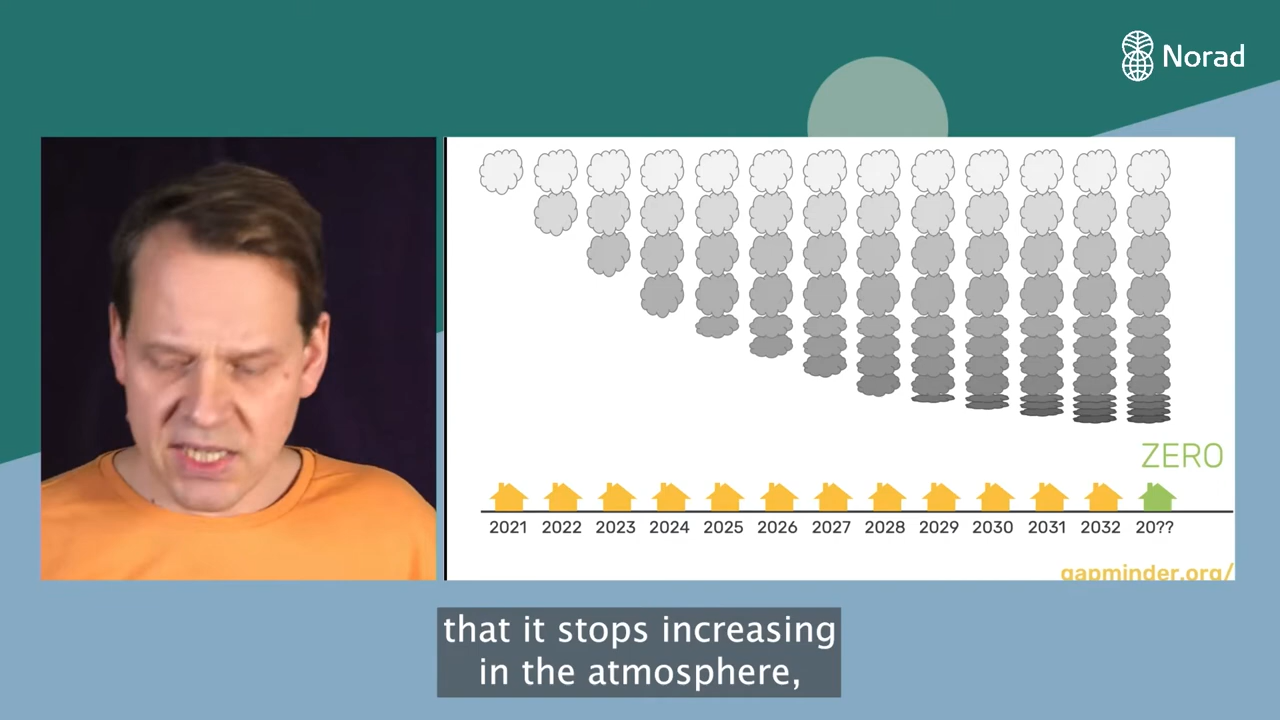 Norad
ZERO
2021 2022 2023 2024 2025 2026 2027 2028 2029 2030 2031 2032 20??
gapminder.org/
that it stops increasing
in the atmosphere,